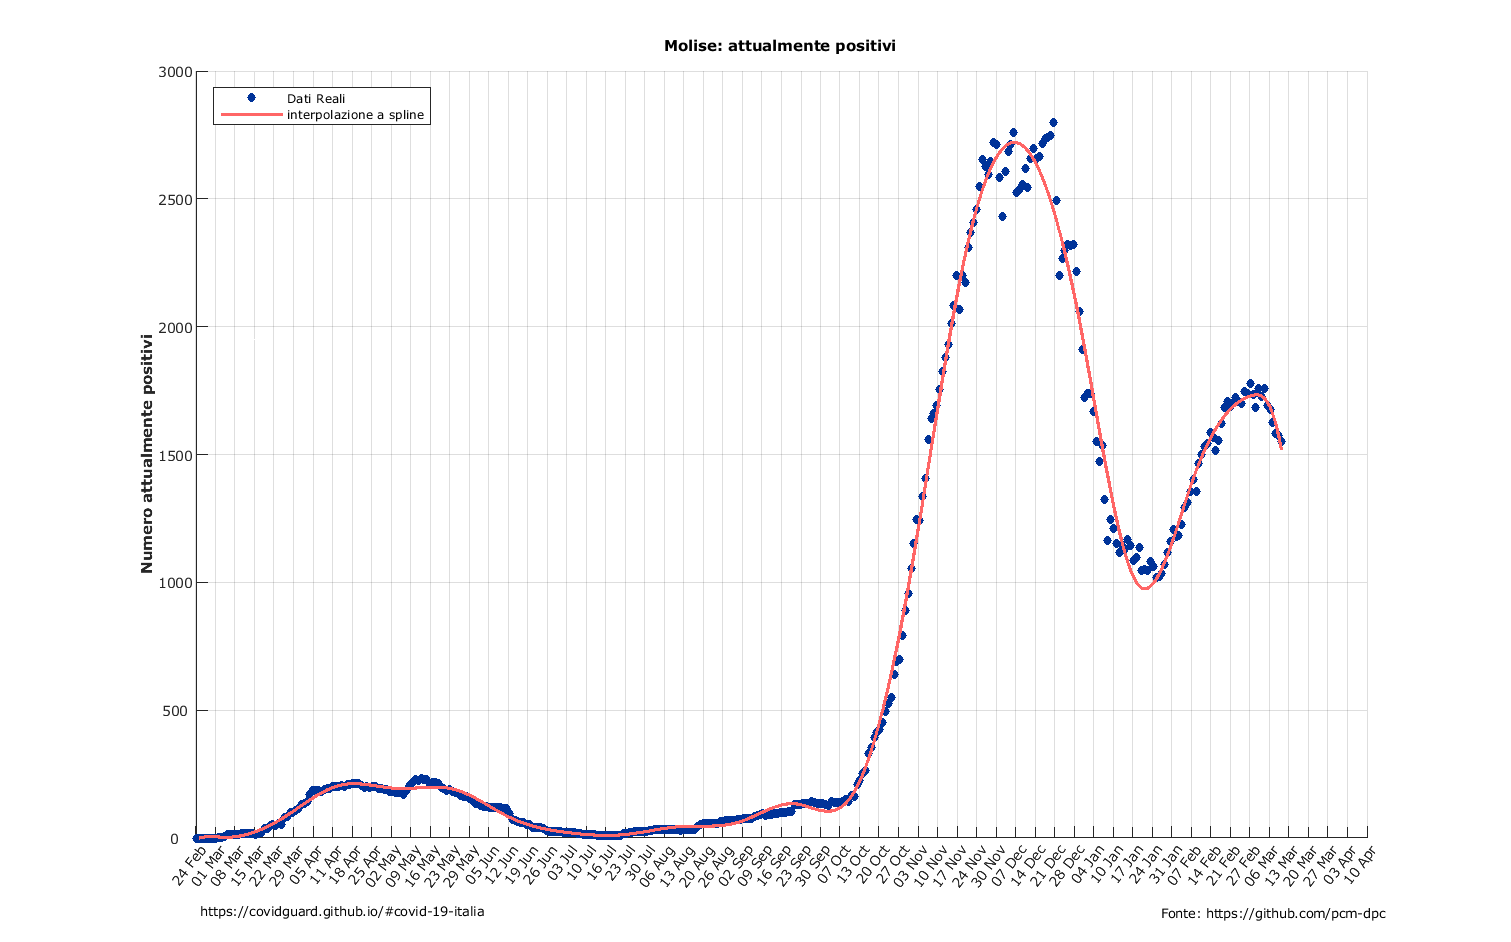 Molise: attualmente positivi
3000
2500
2000
1500
1000
500
0
Numero attualmente positivi
Dati Reali
interpolazione a spline
24 Feb
01 Mar
08 Mar
15 Mar
22 Mar
29 Mar
05 Apr
11 Apr
18 Apr
25 Apr
02 May
09 May
16 May
23 May
29 May
05 Jun
12 Jun
19 Jun
26 Jun
03 Jul
10 Jul
16 Jul
23 Jul
30 Jul
06 Aug
13 Aug
20 Aug
26 Aug
02 Sep
09 Sep
16 Sep
23 Sep
30 Sep
07 Oct
13 Oct
20 Oct
27 Oct
03 Nov
10 Nov
17 Nov
24 Nov
30 Nov
07 Dec
14 Dec
21 Dec
28 Dec
04 Jan
10 Jan
17 Jan
24 Jan
31 Jan
07 Feb
14 Feb
21 Feb
27 Feb
06 Mar
13 Mar
20 Mar
27 Mar
03 Apr
10 Apr
https://covidguard.github.io/#covid-19-italia
Fonte: https://github.com/pcm-dpc